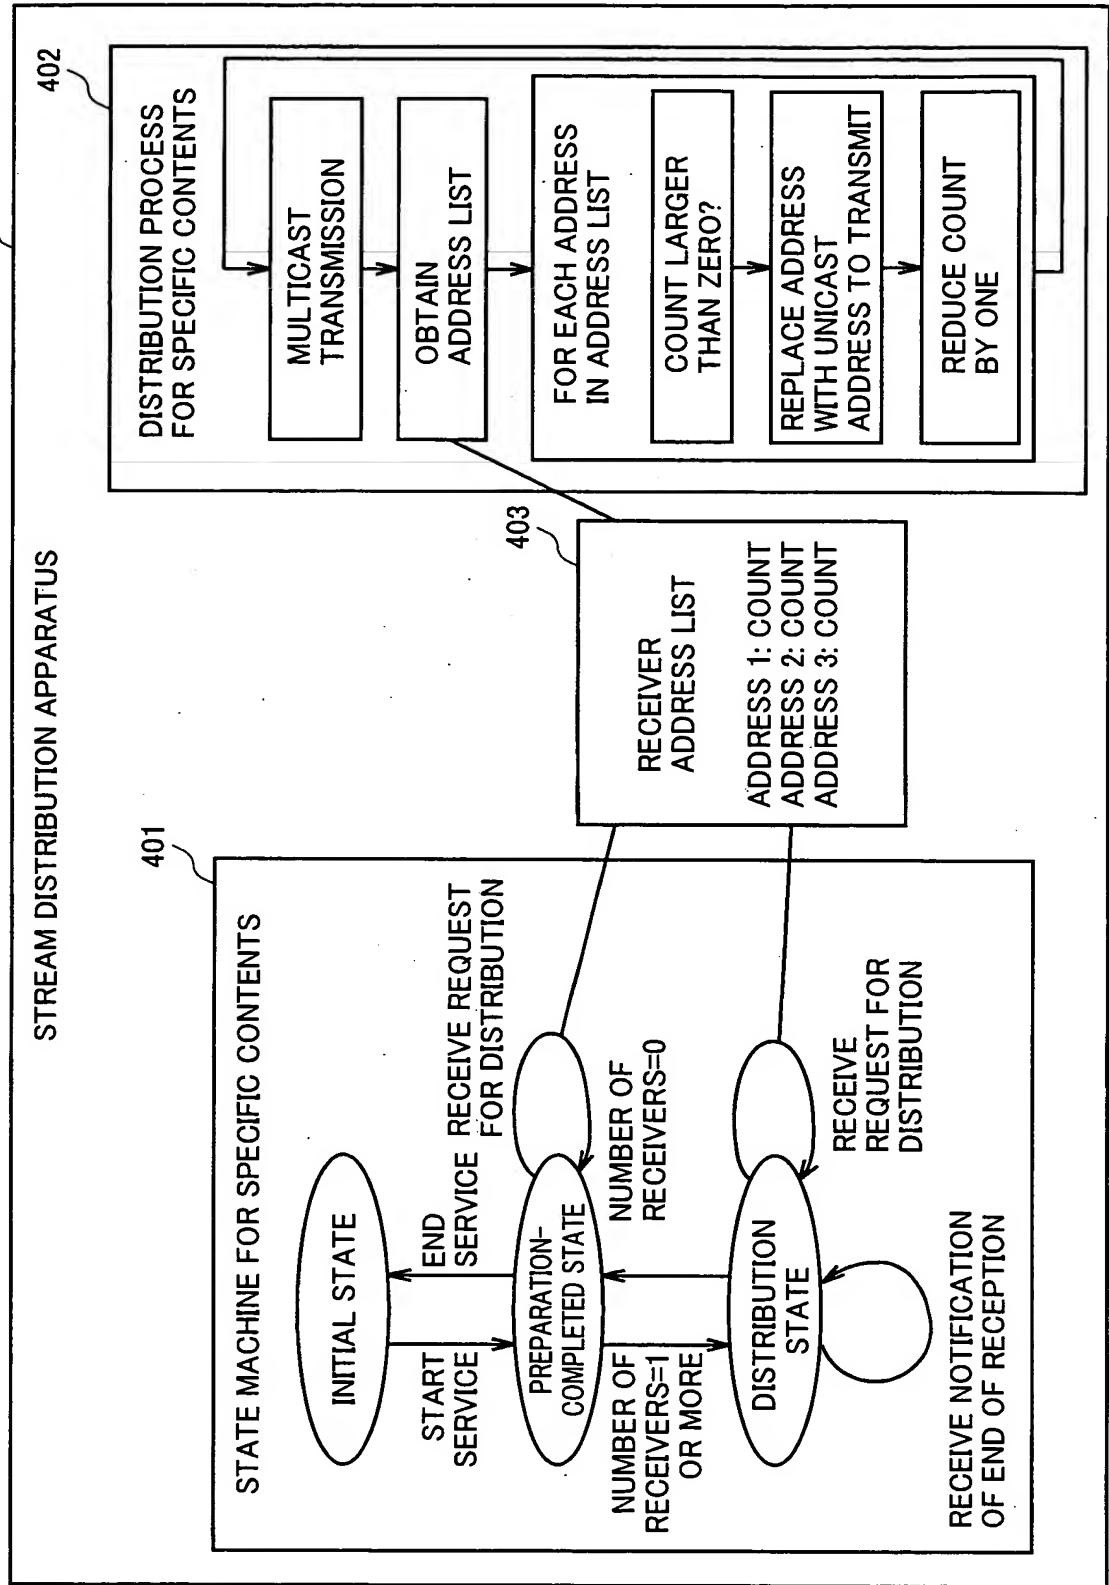 STREAM DISTRIBUTION APPARATUS
401
STATE MACHINE FOR SPECIFIC CONTENTS
INITIAL STATE
START
SERVICE
END
SERVICE
RECEIVE REQUEST
FOR DISTRIBUTION
PREPARATION-
COMPLETED STATE
NUMBER OF
RECEIVERS=1
OR MORE
NUMBER OF
RECEIVERS=0
DISTRIBUTION
STATE
RECEIVE
REQUEST FOR
DISTRIBUTION
RECEIVE NOTIFICATION
OF END OF RECEPTION
403
RECEIVER
ADDRESS LIST
ADDRESS 1: COUNT
ADDRESS 2: COUNT
ADDRESS 3: COUNT
402
DISTRIBUTION PROCESS
FOR SPECIFIC CONTENTS
MULTICAST
TRANSMISSION
OBTAIN
ADDRESS LIST
FOR EACH ADDRESS
IN ADDRESS LIST
COUNT LARGER
THAN ZERO?
REPLACE ADDRESS
WITH UNICAST
ADDRESS TO TRANSMIT
REDUCE COUNT
BY ONE